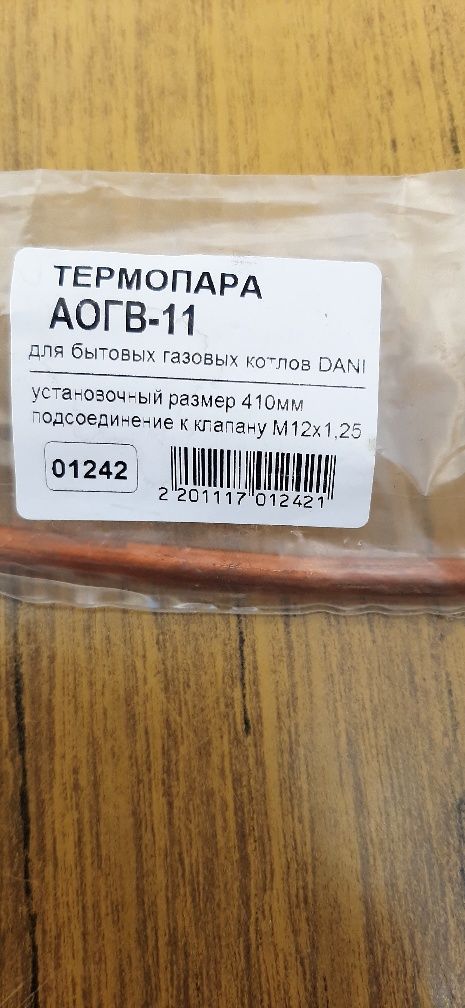 ТЕРМОПАРА
АОГВ-11
для бытовых газовых котлов DANI
установочный размер 410мм
подсоединение к клапану М12х1,25
01242
2 201117 012421